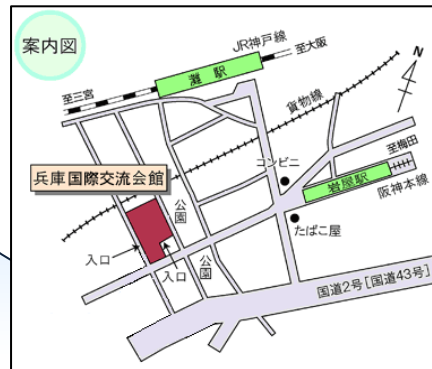 案内図
JR神戸線
至大阪
灘駅
至三宮
貨物線
N
至梅田
コンビニ
兵庫国際交流会館
岩屋駅
阪神本線
公園
たばこ屋
入口
入口
公園
国道2号[国道43号]